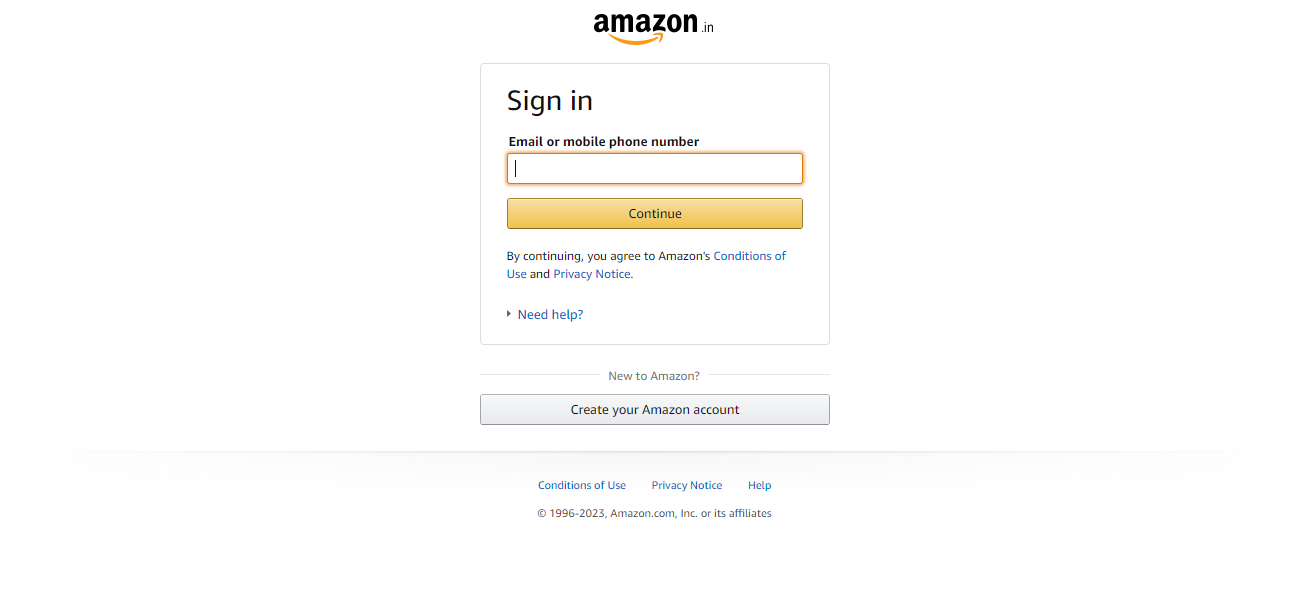 amazon.in
Sign in
Email or mobile phone number
Continue
By continuing, you agree to Amazon's Conditions of
Use and Privacy Notice.
Need help?
New to Amazon?
Create your Amazon account
Conditions of Use Privacy Notice Help
© 1996-2023, Amazon.com, Inc. or its affiliates